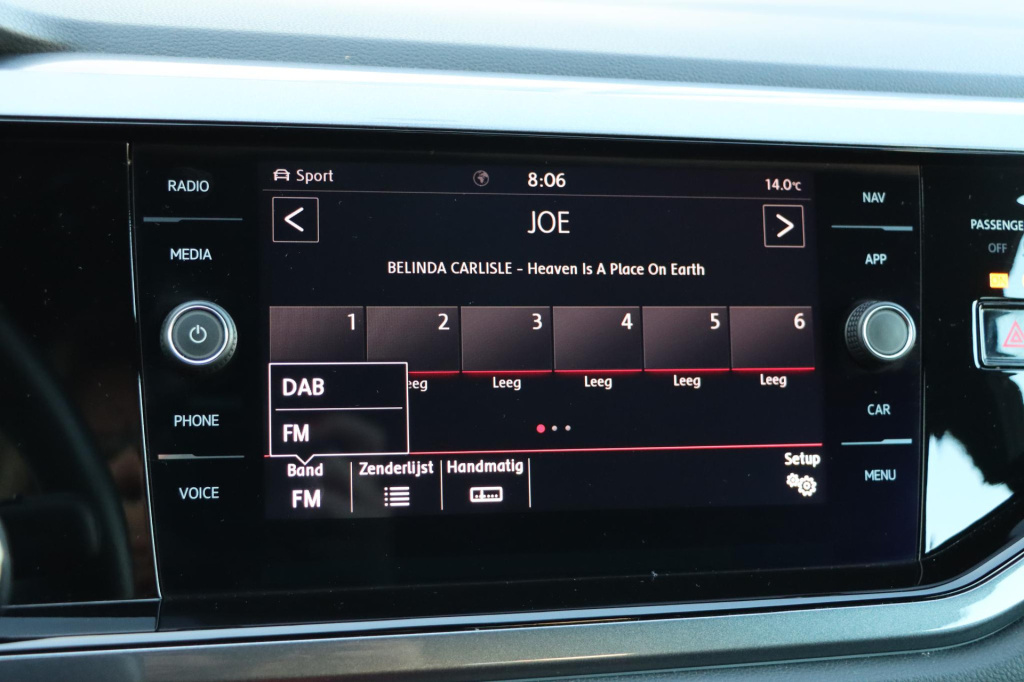 RADIO
MEDIA
PHONE
VOICE
Sport
8:06
14.0°C
<
JOE
>
BELINDA CARLISLE - Heaven Is A Place On Earth
1 2 3 4 5 6
eeg Leeg Leeg Leeg Leeg
DAB
FM
Band Zenderlijst Handmatig Setup
FM
NAV
APP
CAR
MENU
PASSENGE
OFF